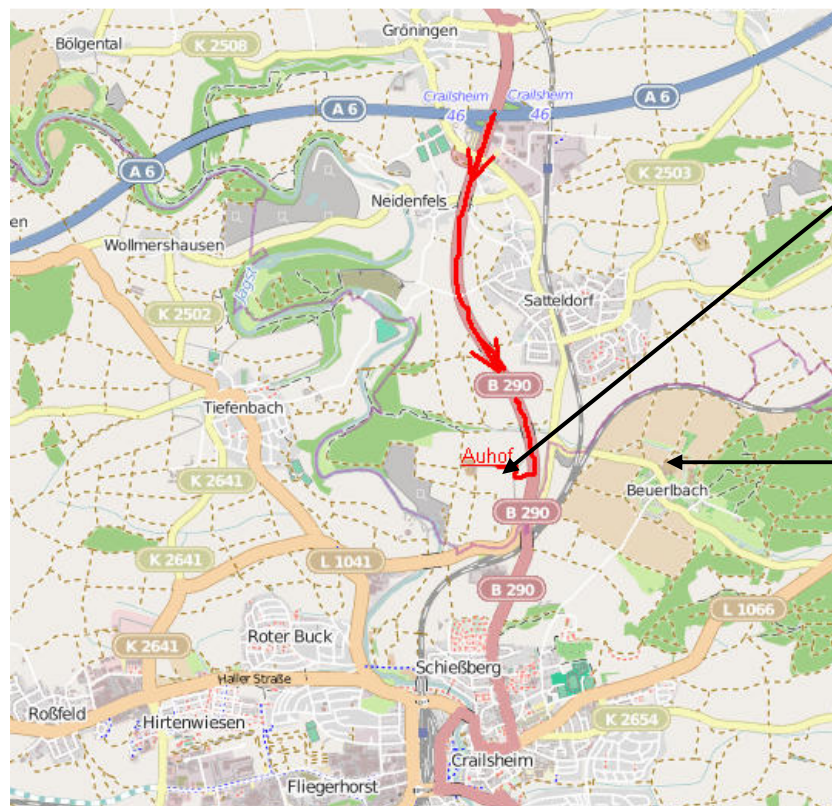 Gröningen
Bölgental
K 2508
Crailsheim
46
Crailsheim
46
A 6
A 6
A 6
K 2503
Neidenfels
en
Wollmershausen
Jagst
K 2502
Satteldorf
B 290
Tiefenbach
Auhof
K 2641
Beuerlbach
B 290
L 1041
K 2641
B 290
L 1066
Roter Buck
K 2641
Schießberg
Haller Straße
Roßfeld
Hirtenwiesen
K 2654
Crailsheim
Fliegerhorst